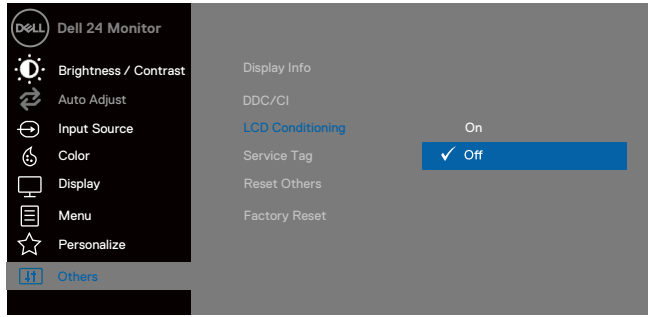 DELL Dell 24 Monitor
Brightness / Contrast
Auto Adjust
Input Source
Color
Display
Menu
Personalize
Others
Display Info
DDC/CI
LCD Conditioning
Service Tag
Reset Others
Factory Reset
On
Off